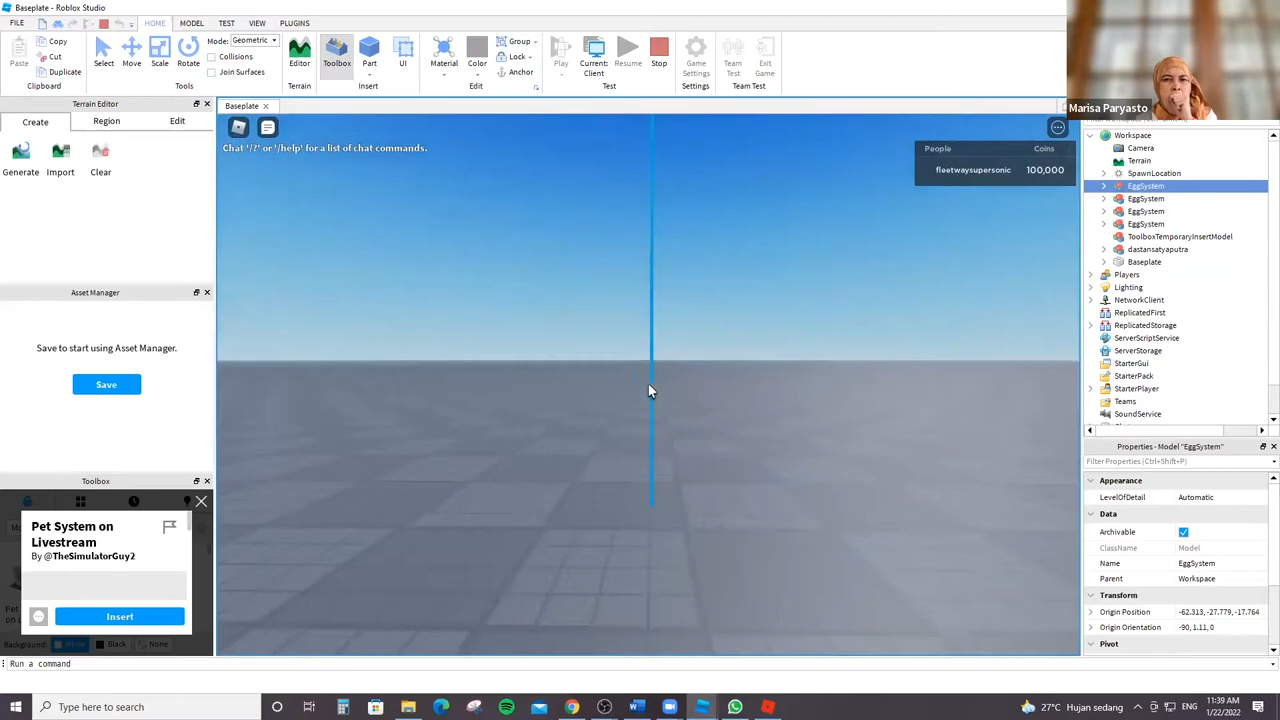 Baseplate - Roblox Studio
FILE
HOME MODEL TEST VIEW PLUGINS
Paste
Copy
Cut
Duplicate
Clipboard
Select Move Scale Rotate
Mode: Geometric
Collisions
Join Surfaces
Tools
Editor
Terrain
Toolbox Part UI
Insert
Material Color
Group
Lock
Anchor
Edit
Play Current: Client Resume Stop
Test
Game Settings
Settings
Team Test Exit Game
Team Test
Marisa Paryasto
Terrain Editor
Create Region Edit
Generate Import Clear
Asset Manager
Save to start using Asset Manager.
Save
Toolbox
Pet System on
Livestream
By @TheSimulatorGuy2
Insert
Background: White Black None
Run a command
Baseplate
Chat '/?' or '/help' for a list of chat commands.
People Coins
fleetwaysupersonic 100,000
Workspace
Camera
Terrain
SpawnLocation
EggSystem
EggSystem
EggSystem
EggSystem
ToolboxTemporaryInsertModel
dastansatyaputra
Baseplate
Players
Lighting
NetworkClient
ReplicatedFirst
ReplicatedStorage
ServerScriptService
ServerStorage
StarterGui
StarterPack
StarterPlayer
Teams
SoundService
Properties - Model "EggSystem"
Filter Properties (Ctrl+Shift+P)
Appearance
LevelOfDetail Automatic
Data
Archivable
ClassName Model
Name EggSystem
Parent Workspace
Transform
Origin Position -62.313, -27.779, -17.764
Origin Orientation -90, 1.11, 0
Pivot
Type here to search
27°C Hujan sedang
11:39 AM
1/22/2022